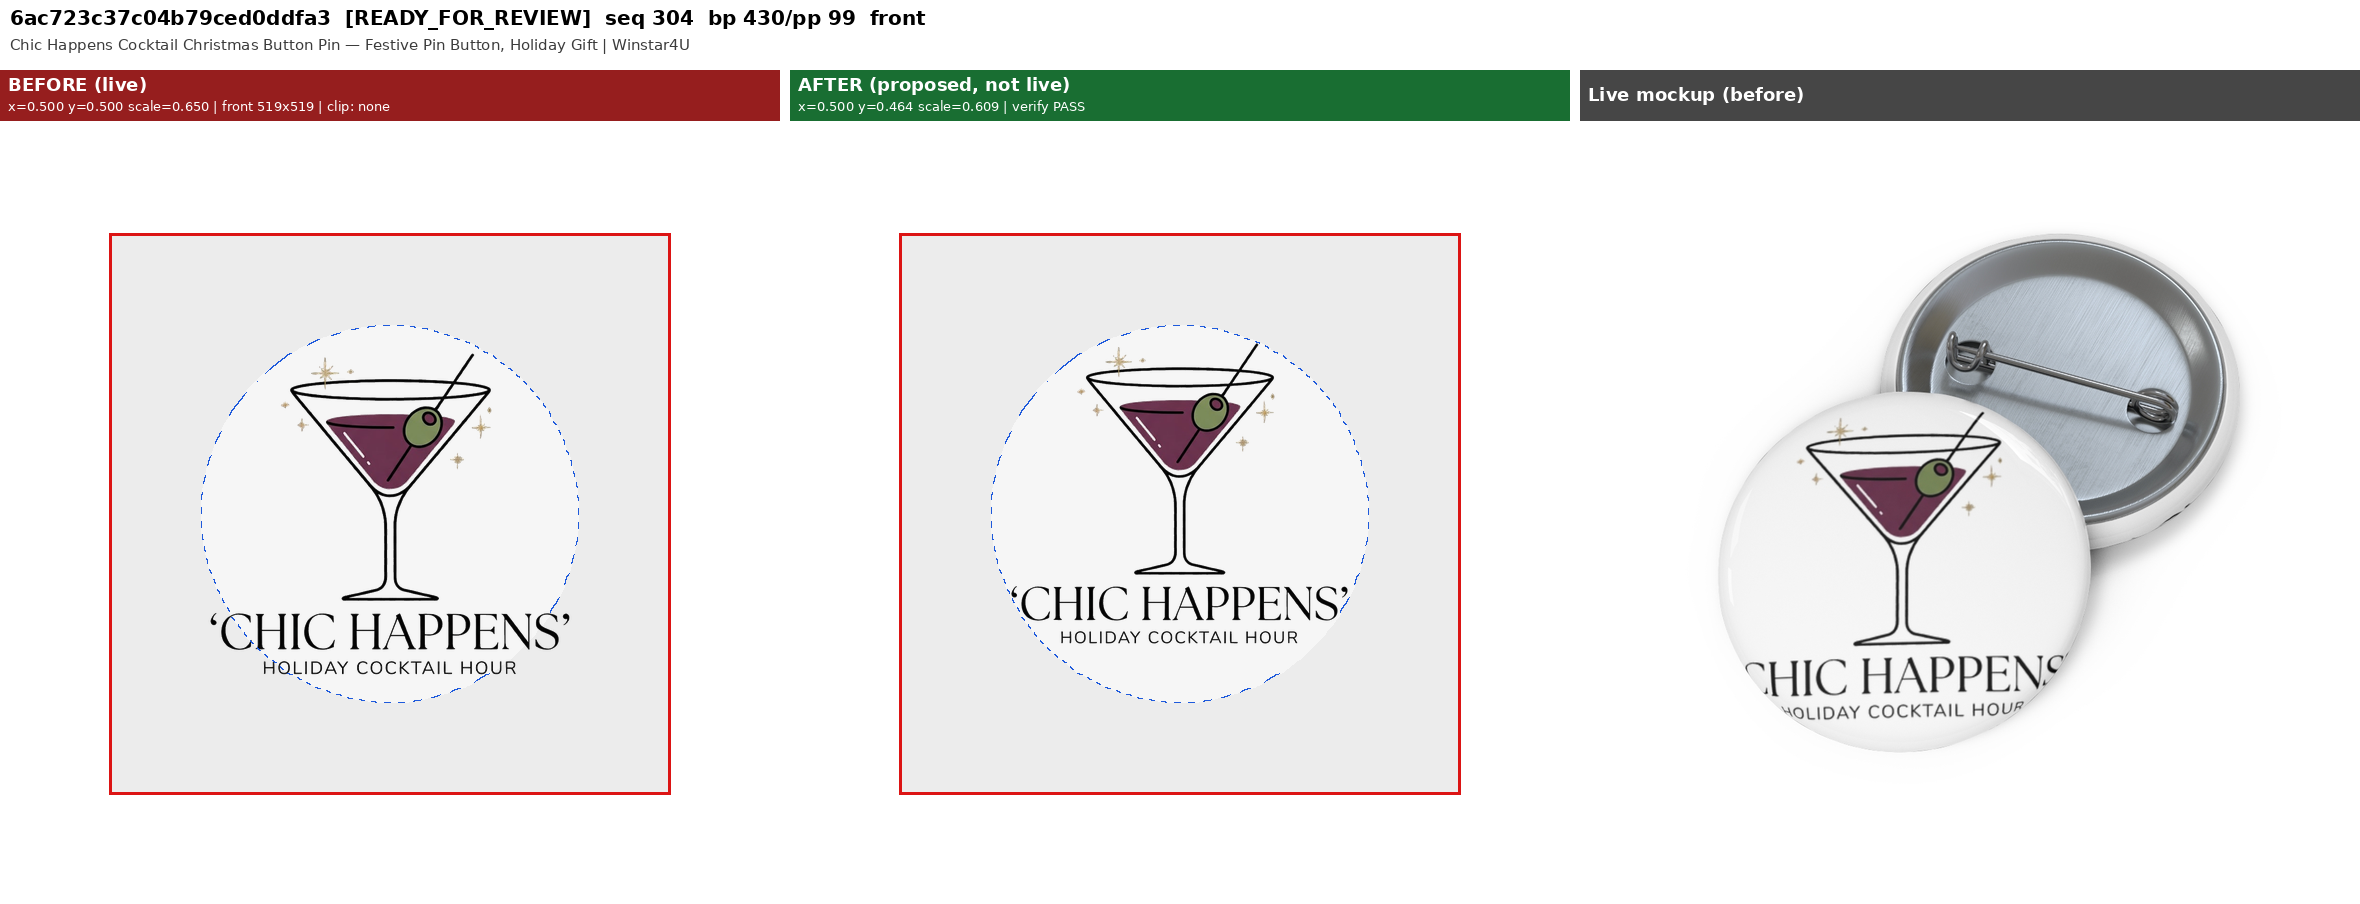 6ac723c37c04b79ced0ddfa3 [READY_FOR_REVIEW] seq 304 bp 430/pp 99 front
Chic Happens Cocktail Christmas Button Pin — Festive Pin Button, Holiday Gift | Winstar4U
BEFORE (live)
x=0.500 y=0.500 scale=0.650 | front 519x519 | clip: none
AFTER (proposed, not live)
x=0.500 y=0.464 scale=0.609 | verify PASS
Live mockup (before)
‘CHIC HAPPENS’
HOLIDAY COCKTAIL HOUR
‘CHIC HAPPENS’
HOLIDAY COCKTAIL HOUR
CHIC HAPPENS
HOLIDAY COCKTAIL HOUR